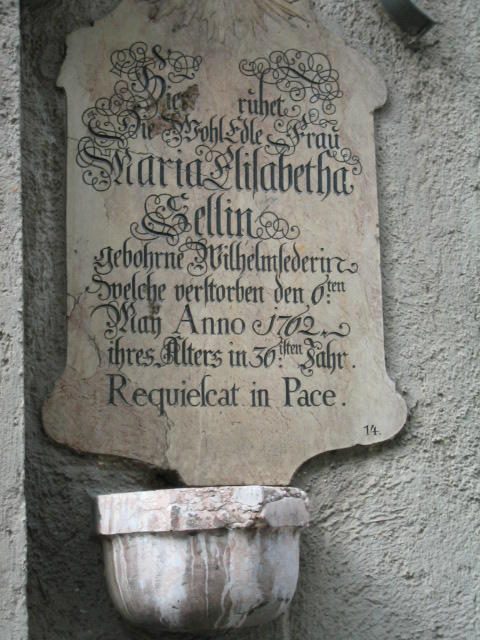 Hier ruhet
Die WohlEdle Frau
Maria Elisabetha
Sellin
gebohrne Wilhelmsederin
Welche verstorben den 6:ten
Maÿ Anno 1762.
ihres Alters in 36:isten Jahr.
Requiescat in Pace.
14.